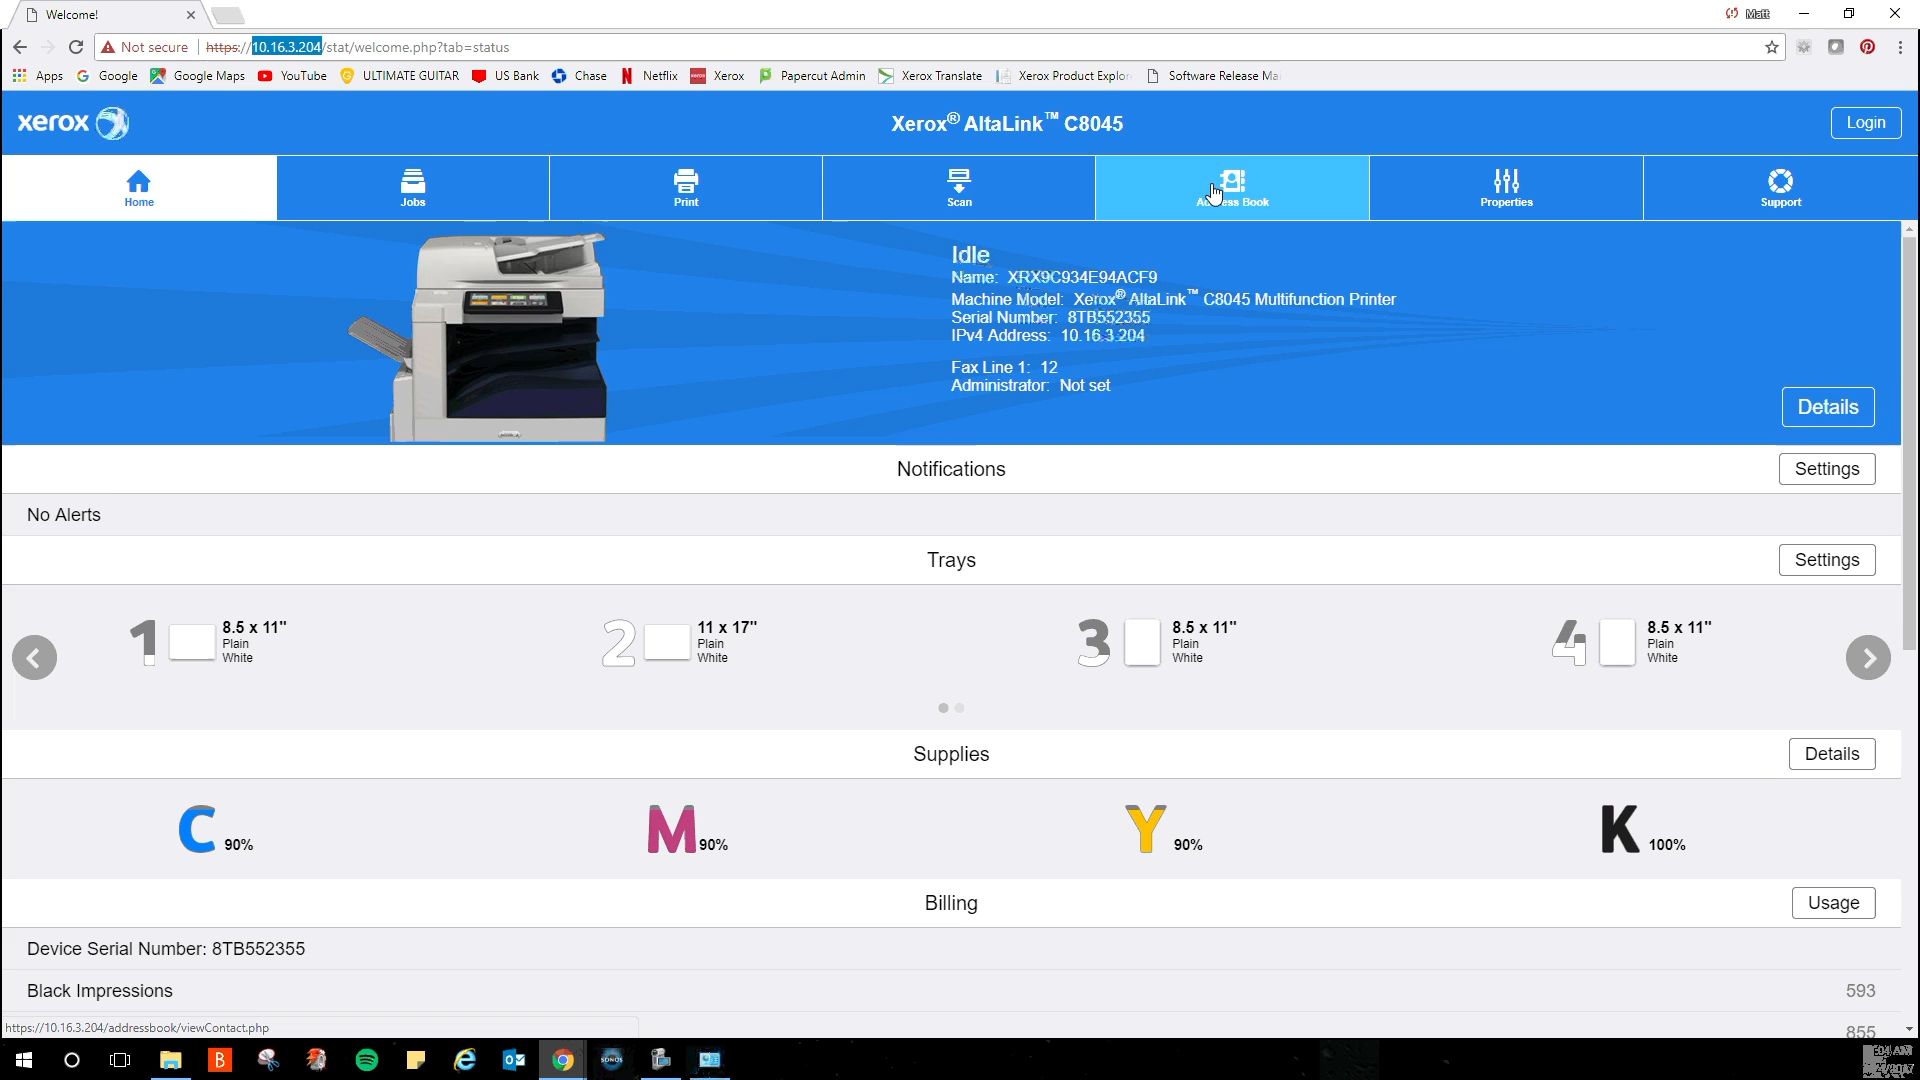 Welcome!
Matt
Not secure https://10.16.3.204/stat/welcome.php?tab=status
Apps Google Google Maps YouTube ULTIMATE GUITAR US Bank Chase Netflix Xerox Papercut Admin Xerox Translate Xerox Product Explor Software Release Ma
xerox
Xerox® AltaLink™ C8045
Login
Home Jobs Print Scan Address Book Properties Support
Idle
Name: XRX9C934E94ACF9
Machine Model: Xerox® AltaLink™ C8045 Multifunction Printer
Serial Number: 8TB552355
IPv4 Address: 10.16.3.204
Fax Line 1: 12
Administrator: Not set
Details
Notifications
Settings
No Alerts
Trays
Settings
1 8.5 x 11" Plain White
2 11 x 17" Plain White
3 8.5 x 11" Plain White
4 8.5 x 11" Plain White
Supplies
Details
C 90%
M 90%
Y 90%
K 100%
Billing
Usage
Device Serial Number: 8TB552355
Black Impressions 593
855
https://10.16.3.204/addressbook/viewContact.php
B
SONOS